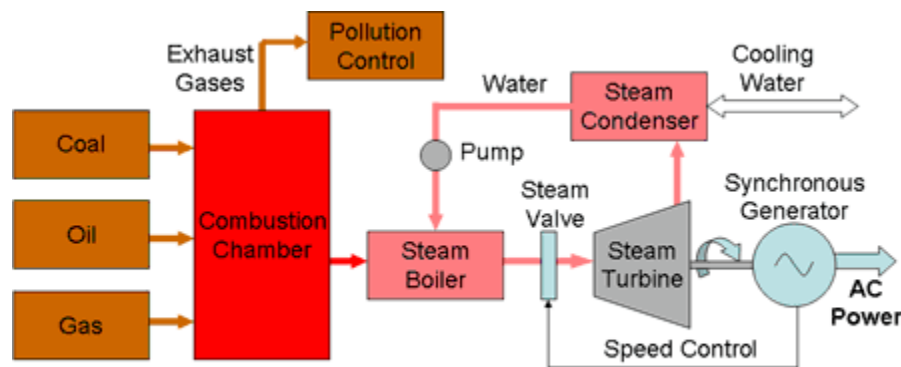 Pollution
Control
Exhaust
Gases
Cooling
Water
Water
Steam
Condenser
Coal
Pump
Steam
Valve
Synchronous
Generator
Oil
Combustion
Chamber
Steam
Boiler
Steam
Turbine
AC
Power
Gas
Speed Control